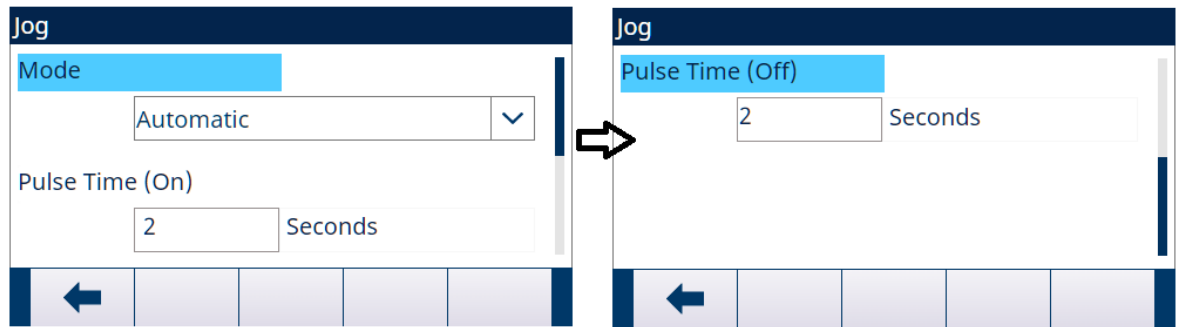 Jog
Mode
Automatic
Pulse Time (On)
2 Seconds
Jog
Pulse Time (Off)
2 Seconds